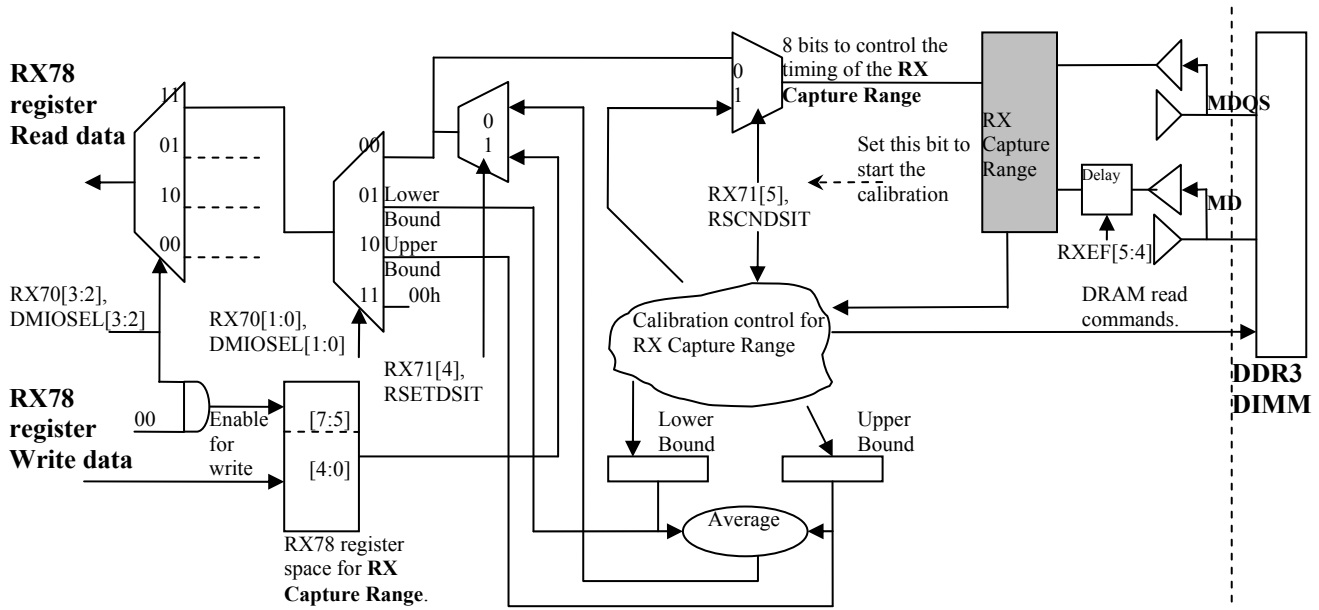 RX78
register
Read data
11
01
10
00
RX70[3:2],
DMIOSEL[3:2]
RX70[1:0],
DMIOSEL[1:0]
00
01
10
11
Lower
Bound
Upper
Bound
00h
0
1
RX71[4],
RSETDSIT
0
1
8 bits to control the
timing of the RX
Capture Range
RX71[5],
RSCNDSIT
Set this bit to
start the
calibration
RX
Capture
Range
Delay
RXEF[5:4]
MDQS
MD
DRAM read
commands.
DDR3
DIMM
Calibration control for
RX Capture Range
Lower
Bound
Upper
Bound
Average
RX78
register
Write data
00
Enable
for
write
[7:5]
[4:0]
RX78 register
space for RX
Capture Range.